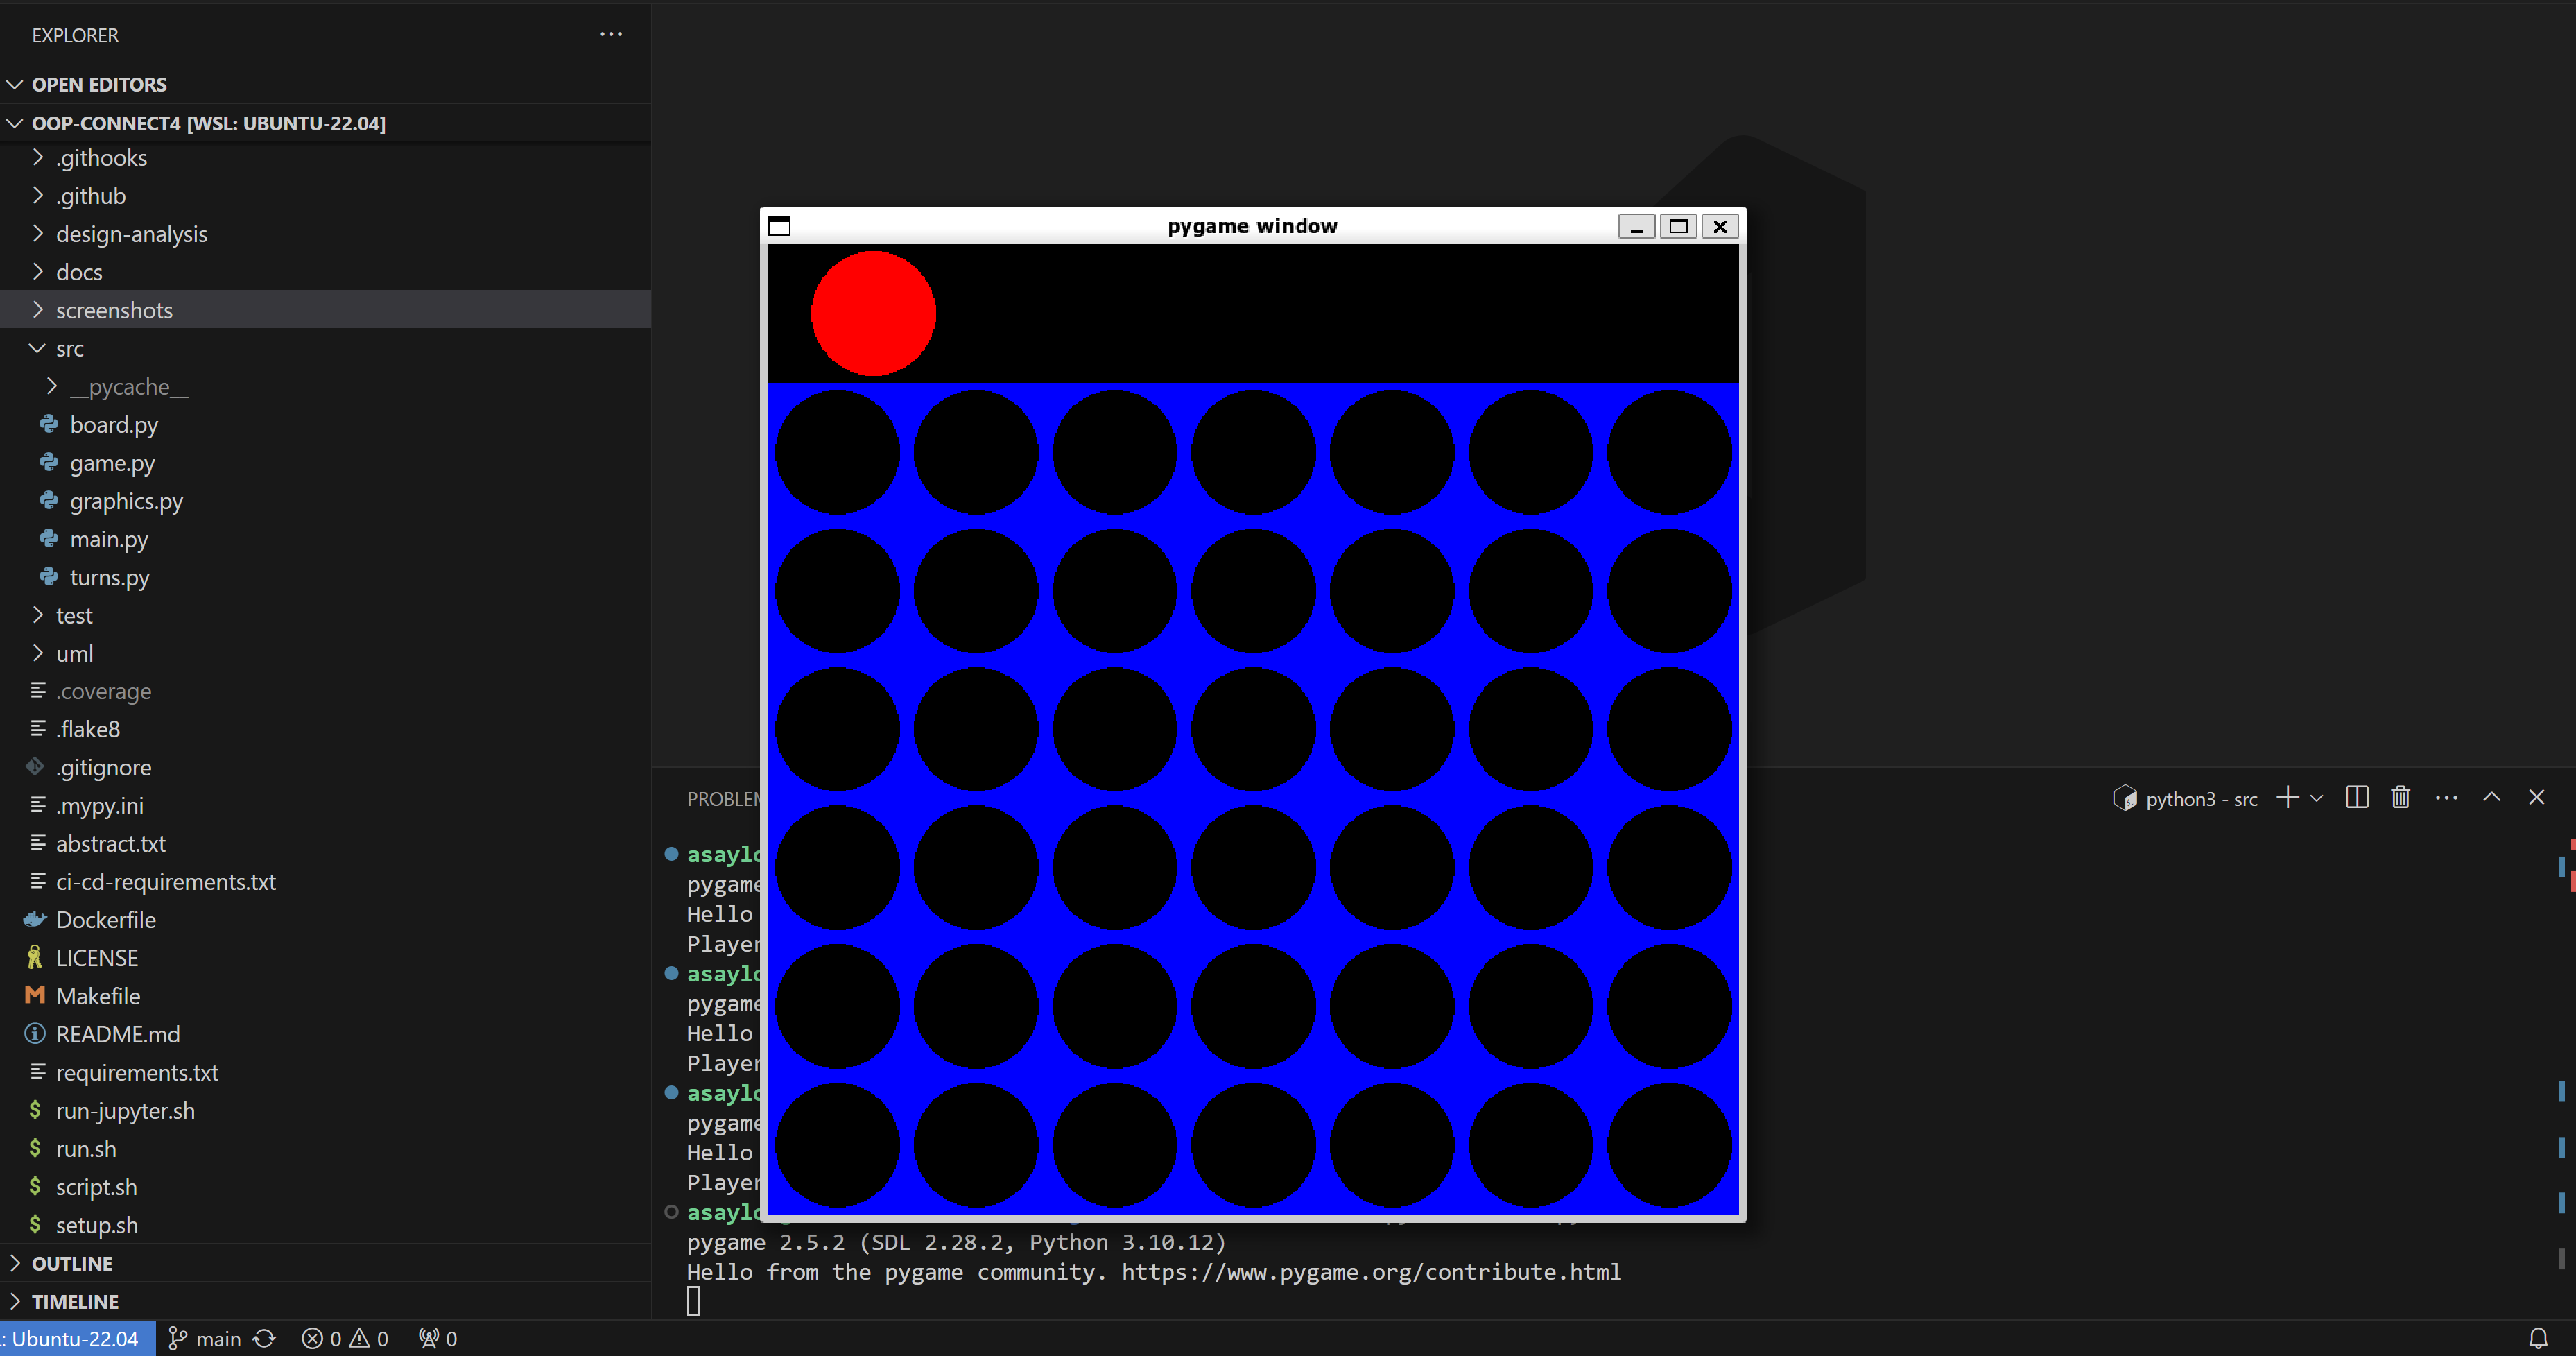 EXPLORER
OPEN EDITORS
OOP-CONNECT4 [WSL: UBUNTU-22.04]
.githooks
.github
design-analysis
docs
screenshots
src
__pycache__
board.py
game.py
graphics.py
main.py
turns.py
test
uml
.coverage
.flake8
.gitignore
.mypy.ini
abstract.txt
ci-cd-requirements.txt
Dockerfile
LICENSE
Makefile
README.md
requirements.txt
run-jupyter.sh
run.sh
script.sh
setup.sh
OUTLINE
TIMELINE
pygame window
python3 - src
pygame
Hello
Player
pygame
Hello
Player
pygame
Hello
Player
pygame 2.5.2 (SDL 2.28.2, Python 3.10.12)
Hello from the pygame community. https://www.pygame.org/contribute.html
: Ubuntu-22.04 main 0 0 0